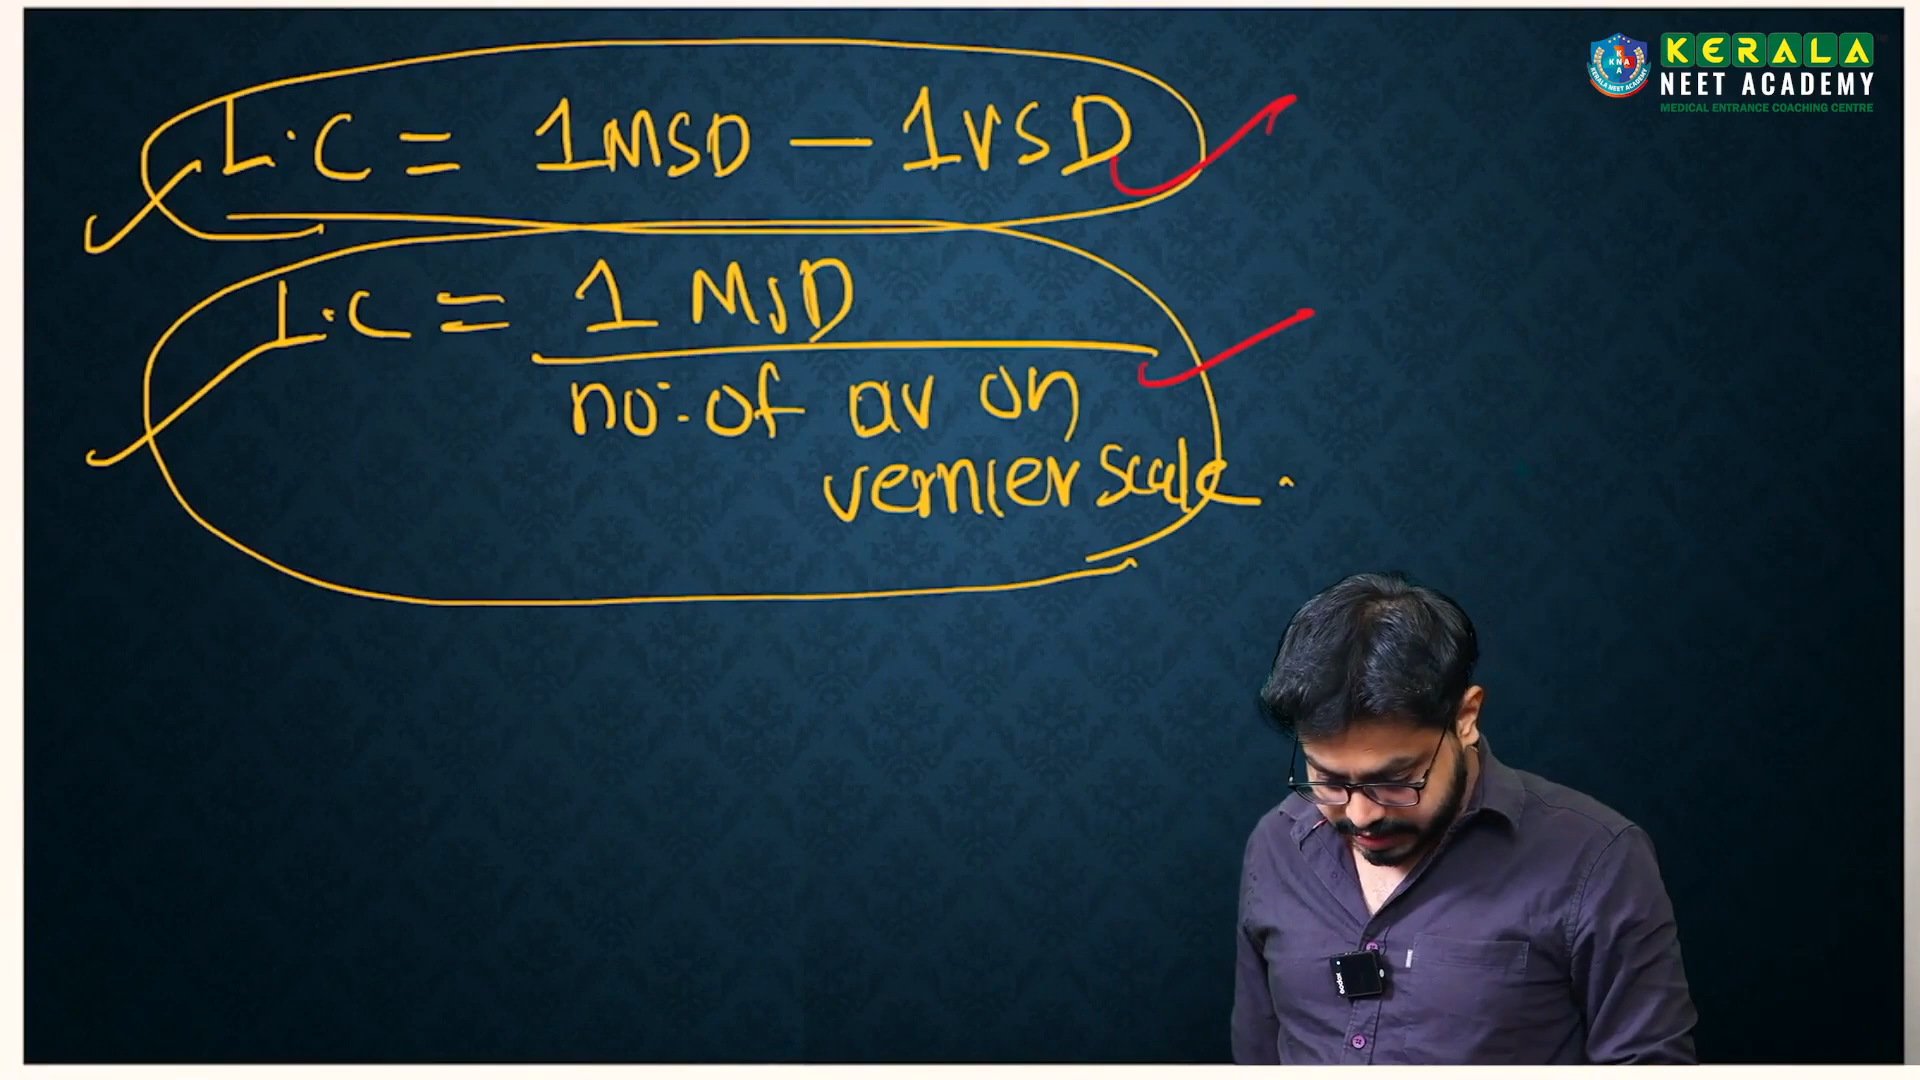 KERALA
NEET ACADEMY
MEDICAL ENTRANCE COACHING CENTRE
L.C = 1MSD - 1VSD
L.C = 1 MSD
no. of div on
vernier scale.